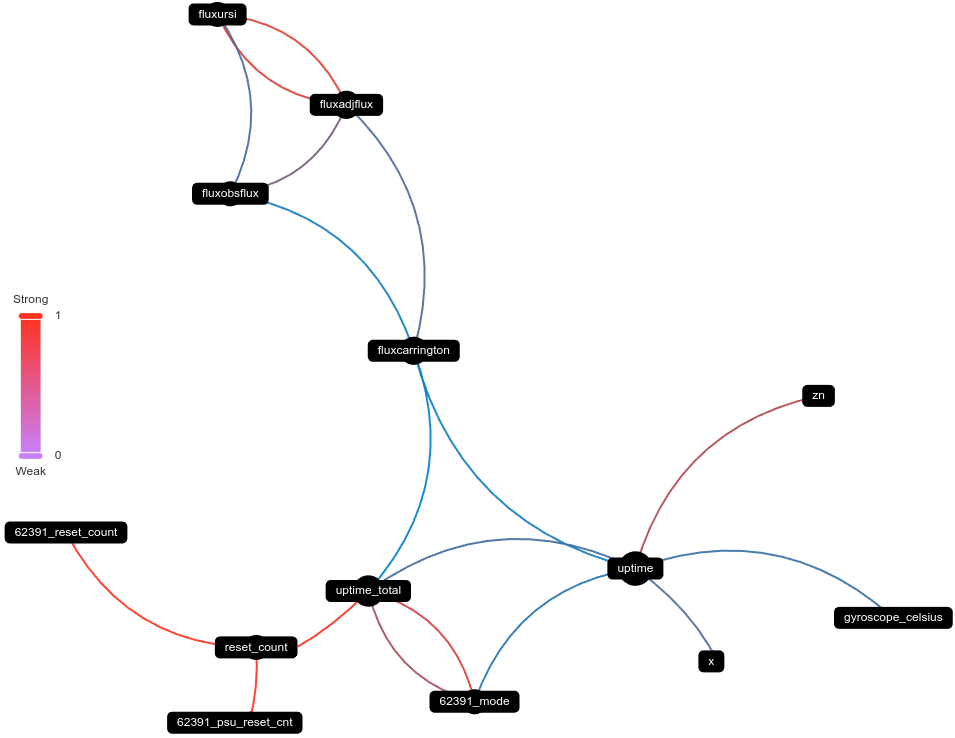 fluxursi
fluxadjflux
fluxobsflux
Strong
1
fluxcarrington
zn
0
Weak
62391_reset_count
uptime
uptime_total
gyroscope_celsius
reset_count
x
62391_mode
62391_psu_reset_cnt